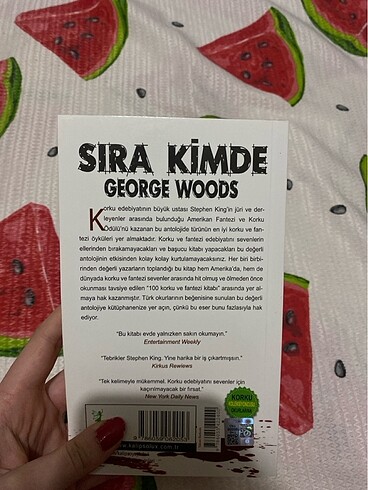 SIRA KİMDE
GEORGE WOODS
Korku edebiyatının büyük ustası Stephen King'in jüri ve der-
leyenler arasında bulunduğu Amerikan Fantezi ve Korku
Ödülü'nü kazanan bu antolojide türünün en iyi korku ve fan-
tezi öyküleri yer almaktadır. Korku ve fantezi edebiyatını sevenlerin
ellerinden bırakamayacakları ve başucu kitabı yapacakları bu değerli
antolojinin etkisinden kolay kolay kurtulamayacaksınız. Her biri birbi-
rinden değerli yazarların toplandığı bu kitap hem Amerika'da, hem de
dünyada korku ve fantezi sevenler arasında hit olmuş ve ölmeden önce
okunması tavsiye edilen "100 korku ve fantezi kitabı" arasında yer al-
maya hak kazanmıştır. Türk okurlarının beğenisine sunulan bu değerli
antolojiye kütüphanenize yer açın, çünkü bu eser bunu fazlasıyla hak
ediyor.
"Bu kitabı evde yalnızken sakın okumayın."
Entertainment Weekly
"Tebrikler Stephen King. Yine harika bir iş çıkartmışsın."
Kirkus Rewiews
"Tek kelimeyle mükemmel. Korku edebiyatını sevenler için
kaçırılmayacak bir fırsat."
New York Daily News
KORKU